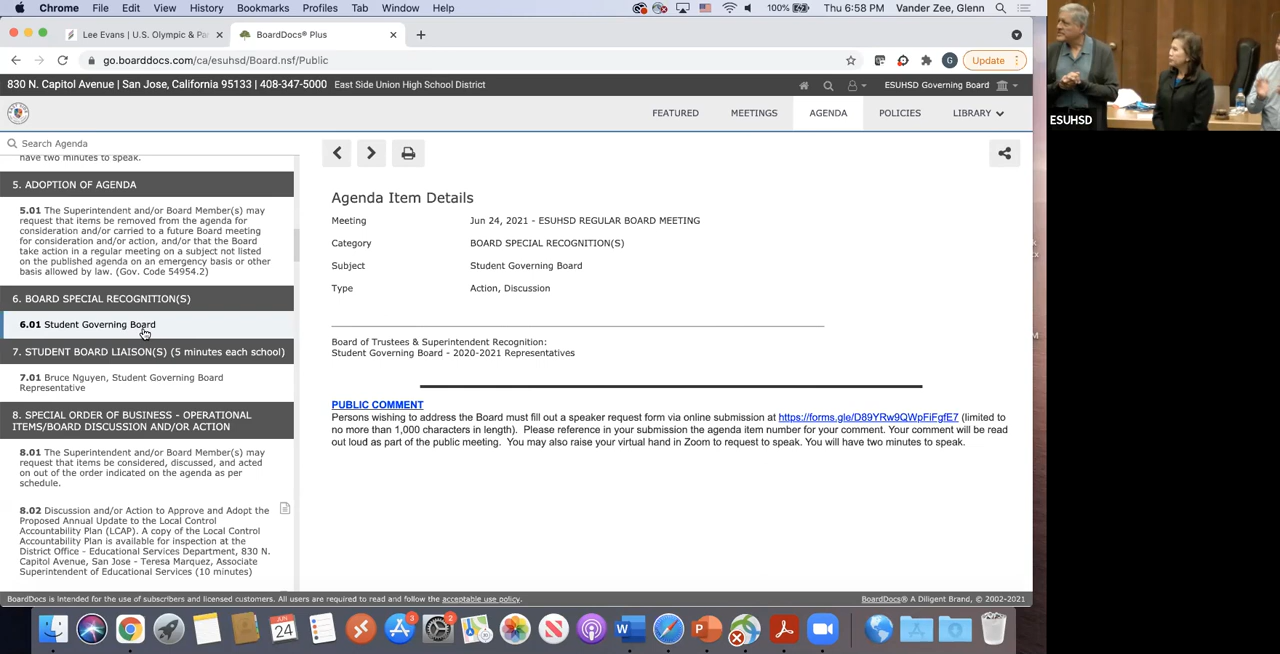 Chrome File Edit View History Bookmarks Profiles Tab Window Help 100% Thu 6:58 PM Vander Zee, Glenn
Lee Evans | U.S. Olympic & Pa
BoardDocs® Plus
go.boarddocs.com/ca/esuhsd/Board.nsf/Public
G
Update
830 N. Capitol Avenue | San Jose, California 95133 | 408-347-5000 East Side Union High School District
ESUHSD Governing Board
FEATURED MEETINGS AGENDA POLICIES LIBRARY
Search Agenda
have two minutes to speak.
5. ADOPTION OF AGENDA
5.01 The Superintendent and/or Board Member(s) may
request that items be removed from the agenda for
consideration and/or carried to a future Board meeting
for consideration and/or action, and/or that the Board
take action in a regular meeting on a subject not listed
on the published agenda on an emergency basis or other
basis allowed by law. (Gov. Code 54954.2)
6. BOARD SPECIAL RECOGNITION(S)
6.01 Student Governing Board
7. STUDENT BOARD LIAISON(S) (5 minutes each school)
7.01 Bruce Nguyen, Student Governing Board
Representative
8. SPECIAL ORDER OF BUSINESS - OPERATIONAL
ITEMS/BOARD DISCUSSION AND/OR ACTION
8.01 The Superintendent and/or Board Member(s) may
request that items be considered, discussed, and acted
on out of the order indicated on the agenda as per
schedule.
8.02 Discussion and/or Action to Approve and Adopt the
Proposed Annual Update to the Local Control
Accountability Plan (LCAP). A copy of the Local Control
Accountability Plan is available for inspection at the
District Office - Educational Services Department, 830 N.
Capitol Avenue, San Jose - Teresa Marquez, Associate
Superintendent of Educational Services (10 minutes)
Agenda Item Details
Meeting Jun 24, 2021 - ESUHSD REGULAR BOARD MEETING
Category BOARD SPECIAL RECOGNITION(S)
Subject Student Governing Board
Type Action, Discussion
Board of Trustees & Superintendent Recognition:
Student Governing Board - 2020-2021 Representatives
PUBLIC COMMENT
Persons wishing to address the Board must fill out a speaker request form via online submission at https://forms.gle/D89YRw9QWpFiFgfE7 (limited to
no more than 1,000 characters in length). Please reference in your submission the agenda item number for your comment. Your comment will be read
out loud as part of the public meeting. You may also raise your virtual hand in Zoom to request to speak. You will have two minutes to speak.
BoardDocs is intended for the use of subscribers and licensed customers. All users are required to read and follow the acceptable use policy.
BoardDocs® A Diligent Brand, © 2002-2021
ESUHSD
JUN
24
3
2